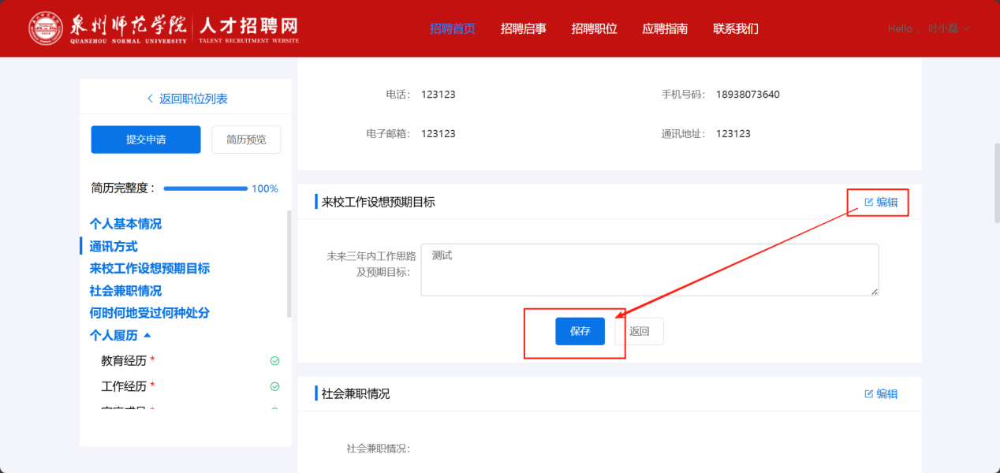 泉州师范学院 人才招聘网
QUANZHOU NORMAL UNIVERSITY TALENT RECRUITMENT WEBSITE
招聘首页 招聘启事 招聘职位 应聘指南 联系我们 Hello， 叶小磊
返回职位列表
提交申请 简历预览
简历完整度： 100%
个人基本情况
通讯方式
来校工作设想预期目标
社会兼职情况
何时何地受过何种处分
个人履历
教育经历 *
工作经历 *
电话： 123123 手机号码： 18938073640
电子邮箱： 123123 通讯地址： 123123
来校工作设想预期目标 编辑
未来三年内工作思路
及预期目标： 测试
保存 返回
社会兼职情况 编辑
社会兼职情况：